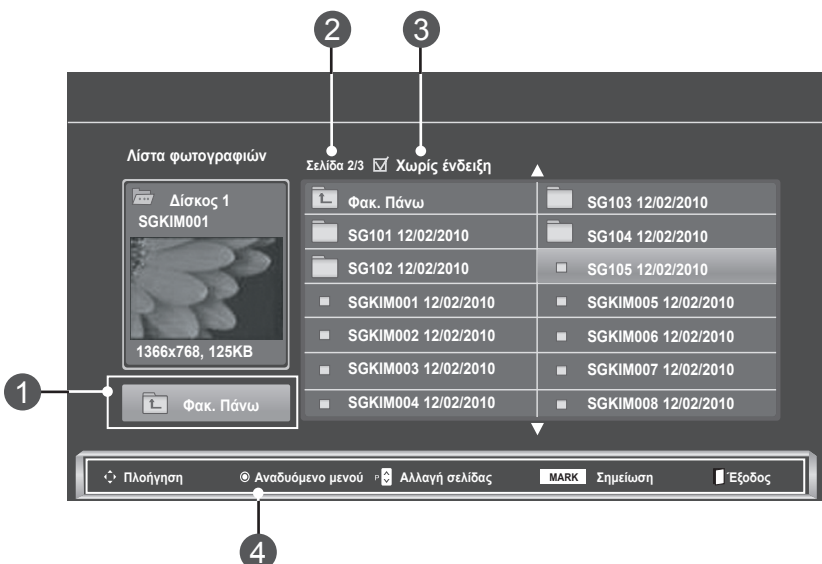 2 3
Λίστα φωτογραφιών
Σελίδα 2/3 Χωρίς ένδειξη
Δίσκος 1
SGKIM001
1366x768, 125KB
1
Φακ. Πάνω
Φακ. Πάνω
SG101 12/02/2010
SG102 12/02/2010
SGKIM001 12/02/2010
SGKIM002 12/02/2010
SGKIM003 12/02/2010
SGKIM004 12/02/2010
SG103 12/02/2010
SG104 12/02/2010
SG105 12/02/2010
SGKIM005 12/02/2010
SGKIM006 12/02/2010
SGKIM007 12/02/2010
SGKIM008 12/02/2010
Πλοήγηση Αναδυόμενο μενού P Αλλαγή σελίδας MARK Σημείωση Έξοδος
4